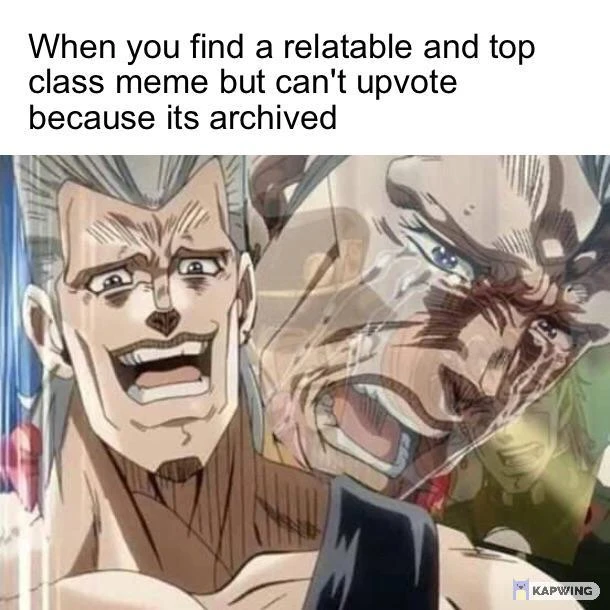 When you find a relatable and top
class meme but can't upvote
because its archived
KAPWING